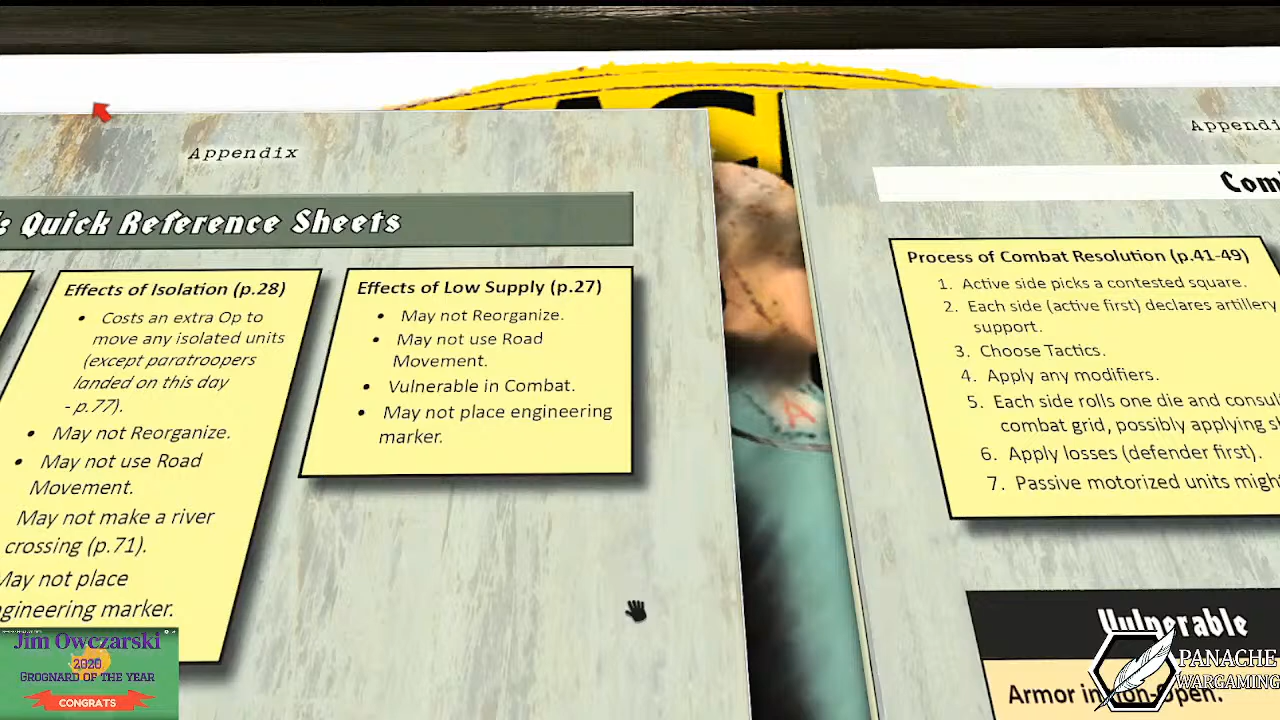 Appendix
Quick Reference Sheets
Effects of Isolation (p.28)
• Costs an extra Op to
move any isolated units
(except paratroopers
landed on this day
- p.77).
• May not Reorganize.
• May not use Road
Movement.
May not make a river
crossing (p.71).
May not place
engineering marker.
Effects of Low Supply (p.27)
• May not Reorganize.
• May not use Road
Movement.
• Vulnerable in Combat.
• May not place engineering
marker.
A
Process of Combat Resolution (p.41-49)
1. Active side picks a contested square.
2. Each side (active first) declares artillery
support.
3. Choose Tactics.
4. Apply any modifiers.
5. Each side rolls one die and
combat grid, possibly applying
6. Apply losses (defender first).
7. Passive motorized units
Vulnerable
Armor in non-Open.
Jim Owczarski
2020
GROGNARD OF THE YEAR
CONGRATS
PANACHE
WARGAMING